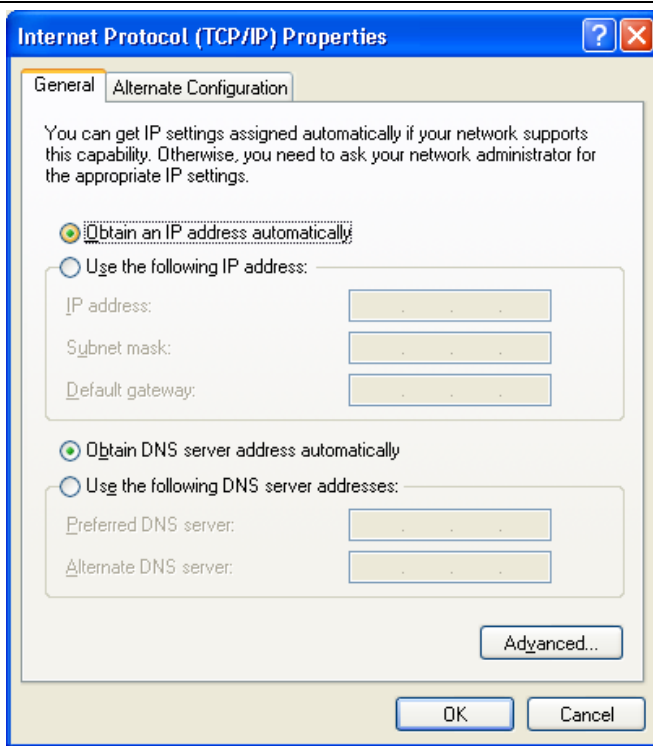 Internet Protocol (TCP/IP) Properties
General
Alternate Configuration
You can get IP settings assigned automatically if your network supports
this capability. Otherwise, you need to ask your network administrator for
the appropriate IP settings.
Obtain an IP address automatically
Use the following IP address:
IP address:
Subnet mask:
Default gateway:
Obtain DNS server address automatically
Use the following DNS server addresses:
Preferred DNS server:
Alternate DNS server:
Advanced...
OK
Cancel